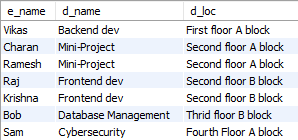 e_name d_name d_loc
Vikas Backend dev First floor A block
Charan Mini-Project Second floor A block
Ramesh Mini-Project Second floor A block
Raj Frontend dev Second floor B block
Krishna Frontend dev Second floor B block
Bob Database Management Thrid floor B block
Sam Cybersecurity Fourth Floor A block